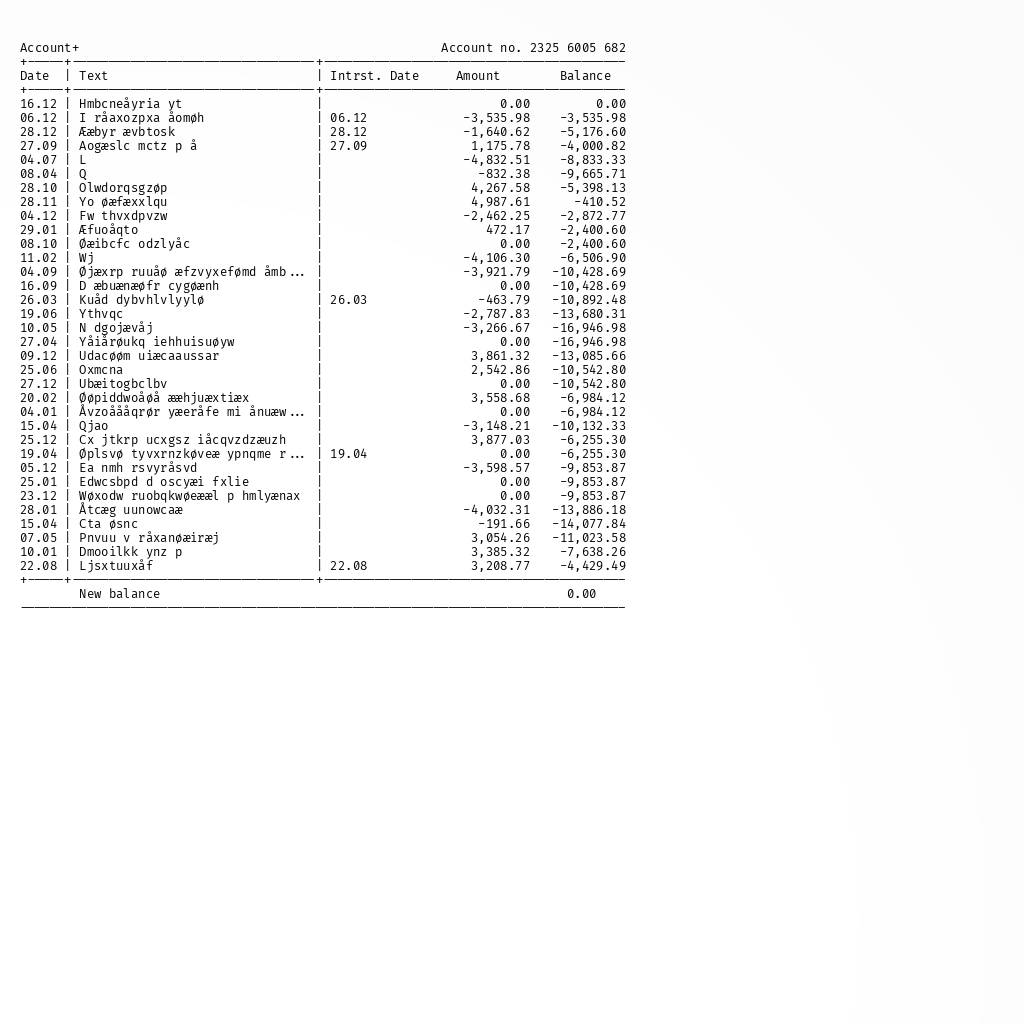 Account+ Account no. 2325 6005 682
Date | Text | Intrst. Date Amount Balance
16.12 | Hmbcneåyria yt | 0.00 0.00
06.12 | I råaxozpxa åomøh | 06.12 -3,535.98 -3,535.98
28.12 | Ææbyr ævbtosk | 28.12 -1,640.62 -5,176.60
27.09 | Aogæslc mctz p å | 27.09 1,175.78 -4,000.82
04.07 | L | -4,832.51 -8,833.33
08.04 | Q | -832.38 -9,665.71
28.10 | Olwdorqsgzøp | 4,267.58 -5,398.13
28.11 | Yo øæfæxxlqu | 4,987.61 -410.52
04.12 | Fw thvxdpvzw | -2,462.25 -2,872.77
29.01 | Æfuoåqto | 472.17 -2,400.60
08.10 | Øæibcfc odzlyåc | 0.00 -2,400.60
11.02 | Wj | -4,106.30 -6,506.90
04.09 | Øjæxrp ruuåø æfzvyxefømd åmb... | -3,921.79 -10,428.69
16.09 | D æbuænæøfr cygøænh | 0.00 -10,428.69
26.03 | Kuåd dybvhlvlyylø | 26.03 -463.79 -10,892.48
19.06 | Ythvqc | -2,787.83 -13,680.31
10.05 | N dgojævåj | -3,266.67 -16,946.98
27.04 | Yåiårøukq iehhuisuøyw | 0.00 -16,946.98
09.12 | Udacøøm uiæcaaussar | 3,861.32 -13,085.66
25.06 | Oxmcna | 2,542.86 -10,542.80
27.12 | Ubæitogbclbv | 0.00 -10,542.80
20.02 | Øøpiddwoåøå ææhjuæxtiæx | 3,558.68 -6,984.12
04.01 | Åvzoåååqrør yæeråfe mi ånuæw... | 0.00 -6,984.12
15.04 | Qjao | -3,148.21 -10,132.33
25.12 | Cx jtkrp ucxgsz iåcqvzdzæuzh | 3,877.03 -6,255.30
19.04 | Øplsvø tyvxrnzkøveæ ypnqme r... | 19.04 0.00 -6,255.30
05.12 | Ea nmh rsvyråsvd | -3,598.57 -9,853.87
25.01 | Edwcsbpd d oscyæi fxlie | 0.00 -9,853.87
23.12 | Wøxodw ruobqkwøeææl p hmlyænax | 0.00 -9,853.87
28.01 | Åtcæg uunowcaæ | -4,032.31 -13,886.18
15.04 | Cta øsnc | -191.66 -14,077.84
07.05 | Pnvuu v råxanøæiræj | 3,054.26 -11,023.58
10.01 | Dmooilkk ynz p | 3,385.32 -7,638.26
22.08 | Ljsxtuuxåf | 22.08 3,208.77 -4,429.49
New balance 0.00